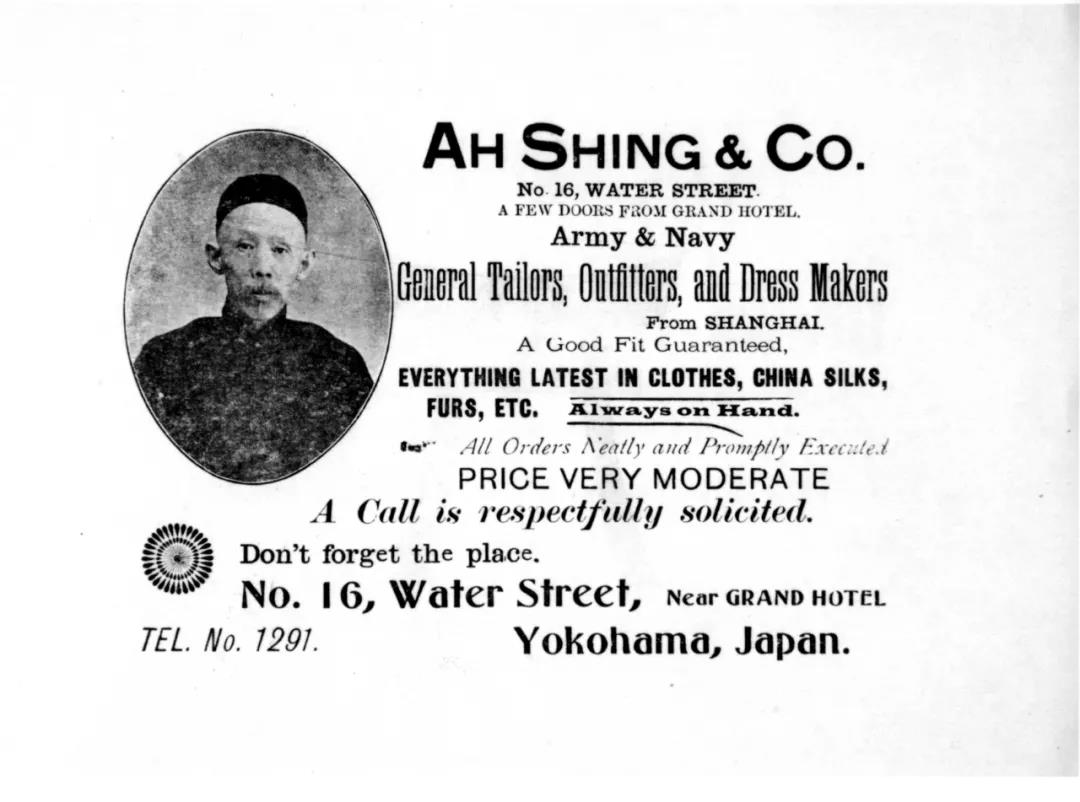 AH SHING & CO.
No. 16, WATER STREET.
A FEW DOORS FROM GRAND HOTEL.
Army & Navy
General Tailors, Outfitters, and Dress Makers
From SHANGHAI.
A Good Fit Guaranteed,
EVERYTHING LATEST IN CLOTHES, CHINA SILKS,
FURS, ETC. Always on Hand.
All Orders Neatly and Promptly Executed
PRICE VERY MODERATE
A Call is respectfully solicited.
Don't forget the place.
No. 16, Water Street, Near GRAND HOTEL
TEL. No. 1291. Yokohama, Japan.